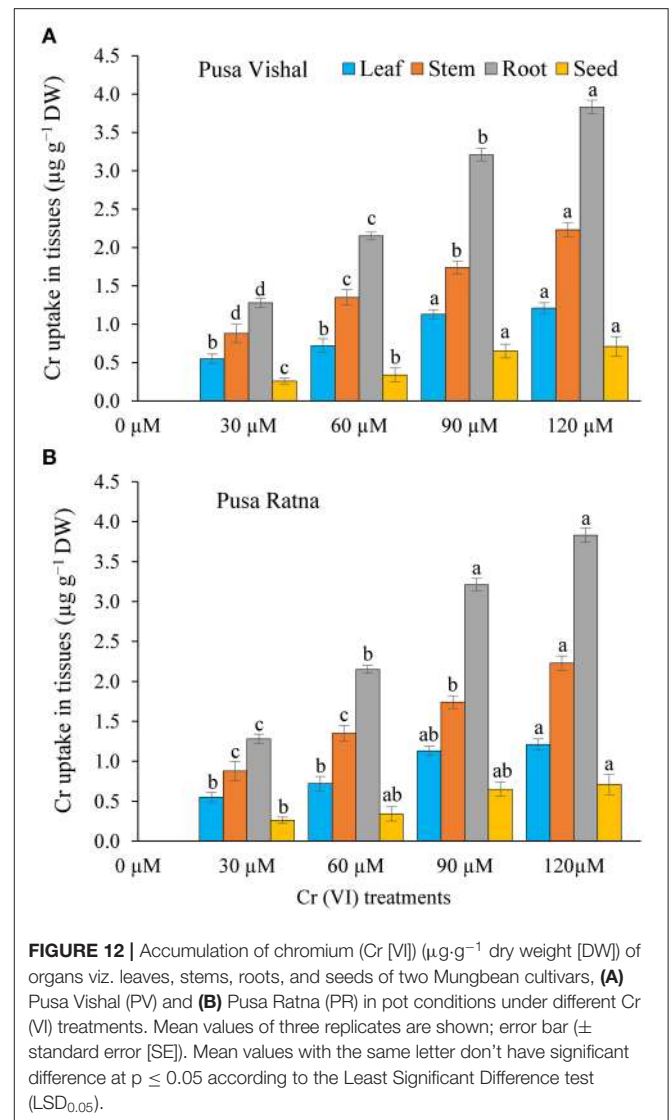 A
Pusa Vishal Leaf Stem Root Seed
Cr uptake in tissues (µg g⁻¹ DW)
4.5
4.0
3.5
3.0
2.5
2.0
1.5
1.0
0.5
0.0
b d d c
b c c b
a b b a
a a a a
0 µM 30 µM 60 µM 90 µM 120 µM
B
Pusa Ratna
Cr uptake in tissues (µg g⁻¹ DW)
4.5
4.0
3.5
3.0
2.5
2.0
1.5
1.0
0.5
0.0
b c c b
b c b ab
ab b a ab
a a a a
0 µM 30 µM 60 µM 90 µM 120µM
Cr (VI) treatments
FIGURE 12 | Accumulation of chromium (Cr [VI]) (µg·g⁻¹ dry weight [DW]) of
organs viz. leaves, stems, roots, and seeds of two Mungbean cultivars, (A)
Pusa Vishal (PV) and (B) Pusa Ratna (PR) in pot conditions under different Cr
(VI) treatments. Mean values of three replicates are shown; error bar (±
standard error [SE]). Mean values with the same letter don't have significant
difference at p ≤ 0.05 according to the Least Significant Difference test
(LSD₀.₀₅).